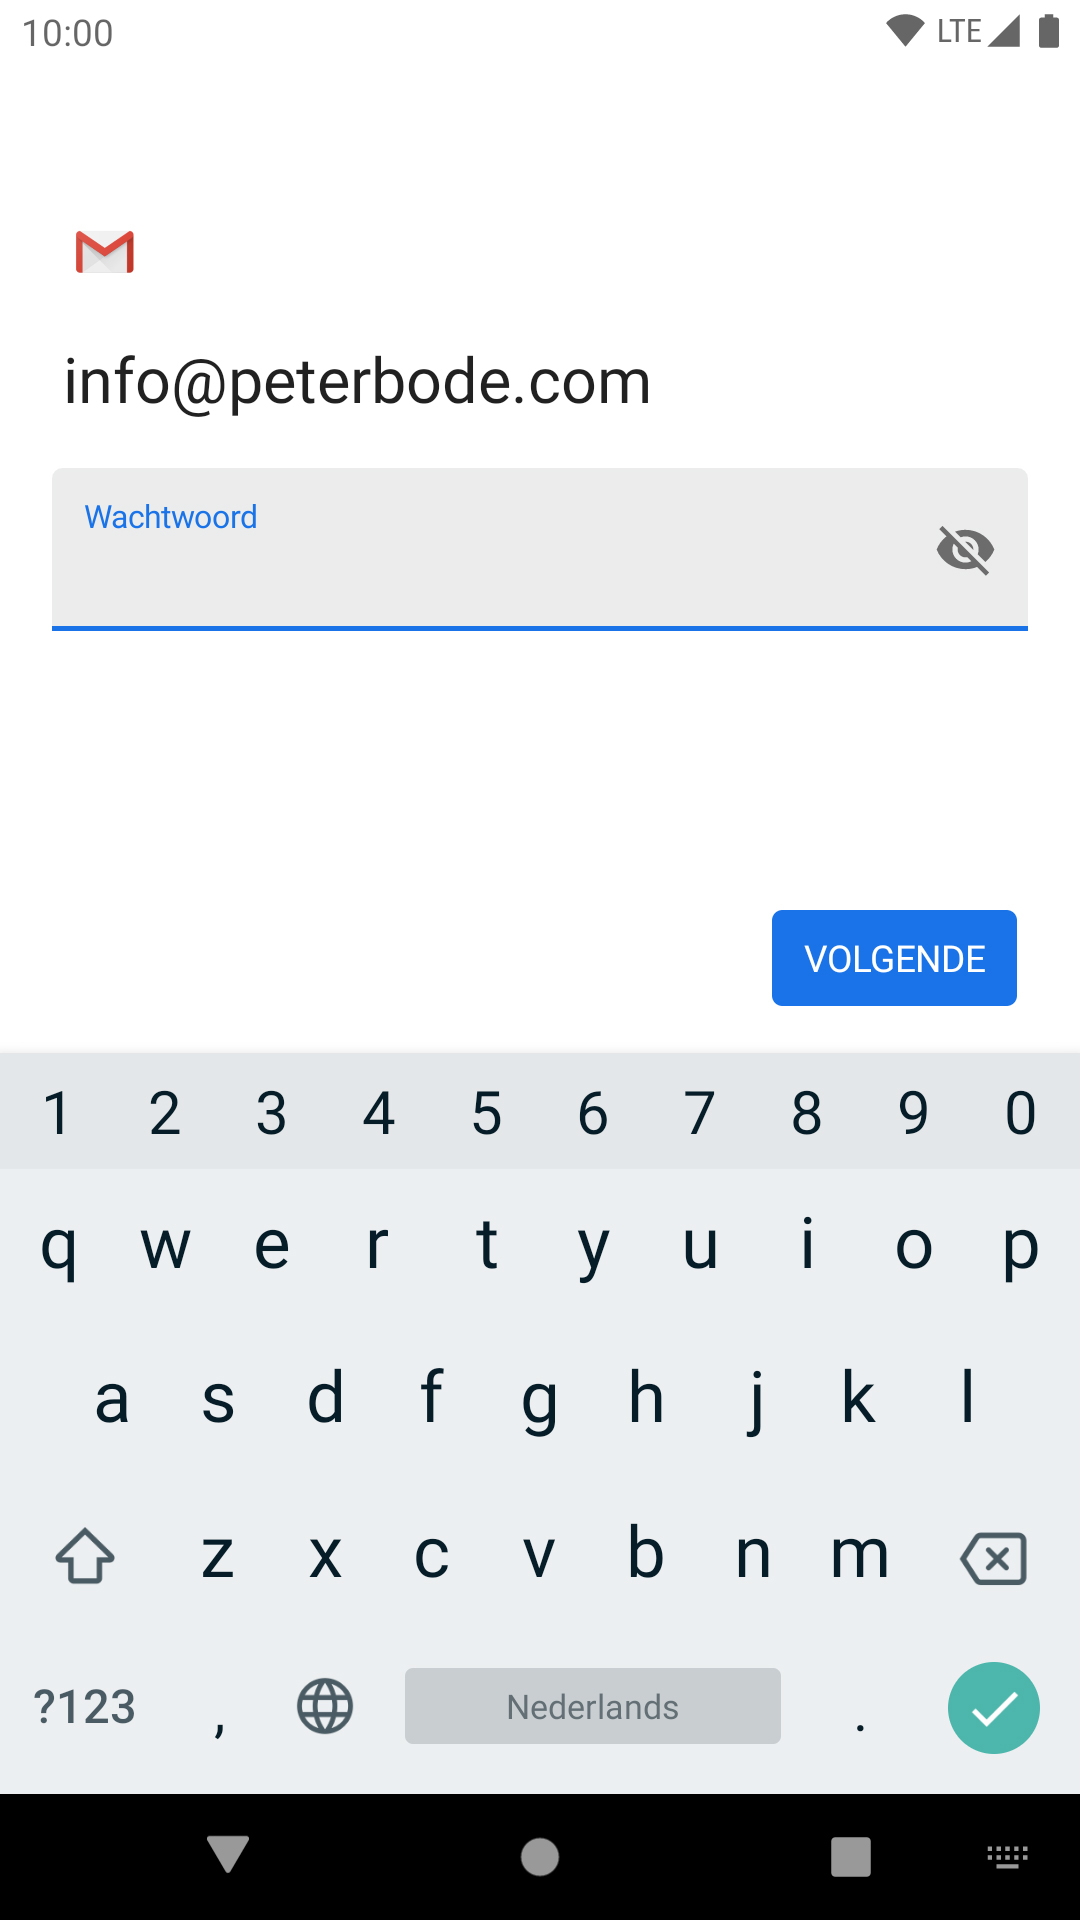 10:00 LTE
info@peterbode.com
Wachtwoord
VOLGENDE
1 2 3 4 5 6 7 8 9 0
q w e r t y u i o p
a s d f g h j k l
z x c v b n m
?123 , Nederlands .